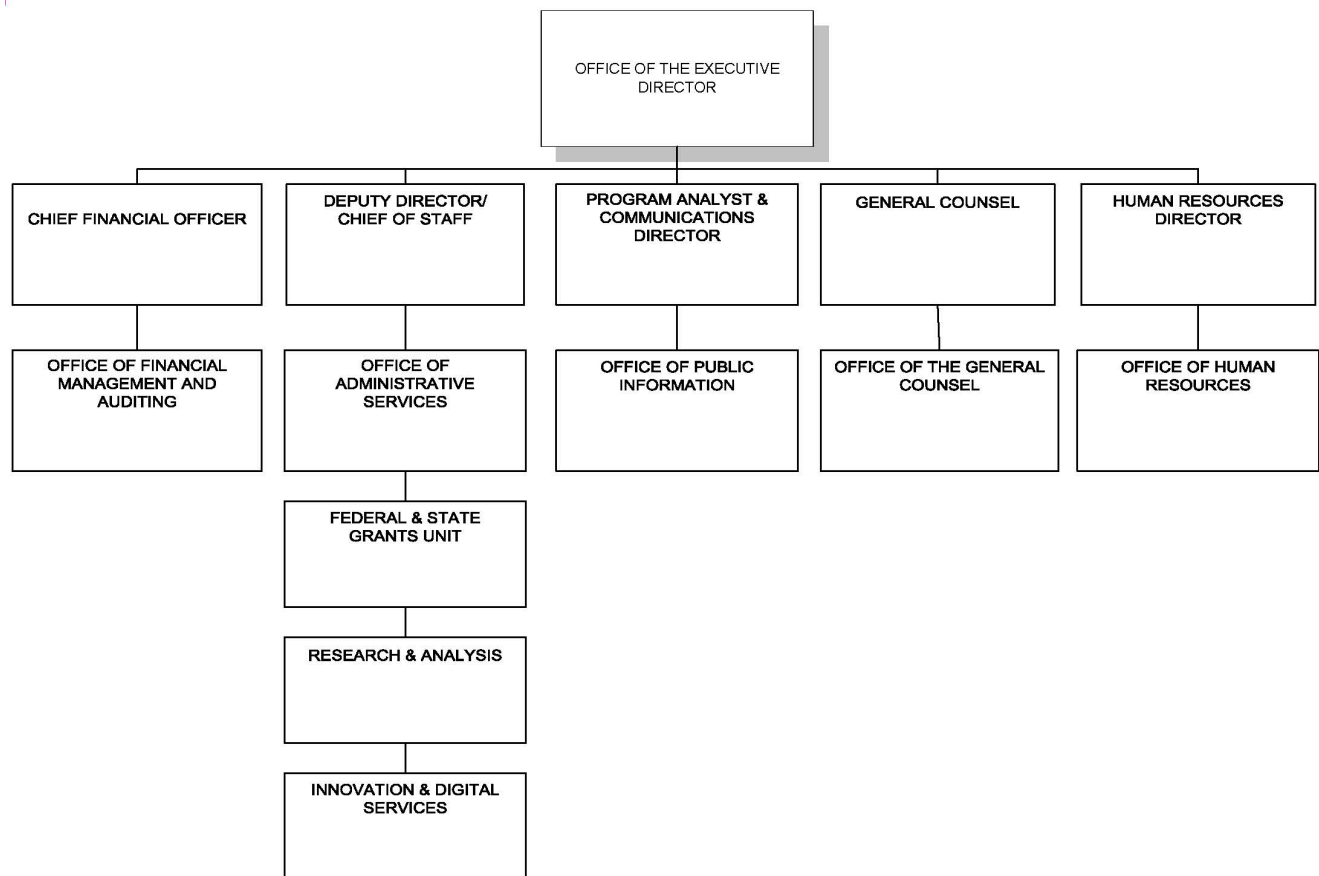 OFFICE OF THE EXECUTIVE
DIRECTOR
CHIEF FINANCIAL OFFICER
DEPUTY DIRECTOR/
CHIEF OF STAFF
PROGRAM ANALYST &
COMMUNICATIONS
DIRECTOR
GENERAL COUNSEL
HUMAN RESOURCES
DIRECTOR
OFFICE OF FINANCIAL
MANAGEMENT AND
AUDITING
OFFICE OF
ADMINISTRATIVE
SERVICES
OFFICE OF PUBLIC
INFORMATION
OFFICE OF THE GENERAL
COUNSEL
OFFICE OF HUMAN
RESOURCES
FEDERAL & STATE
GRANTS UNIT
RESEARCH & ANALYSIS
INNOVATION & DIGITAL
SERVICES